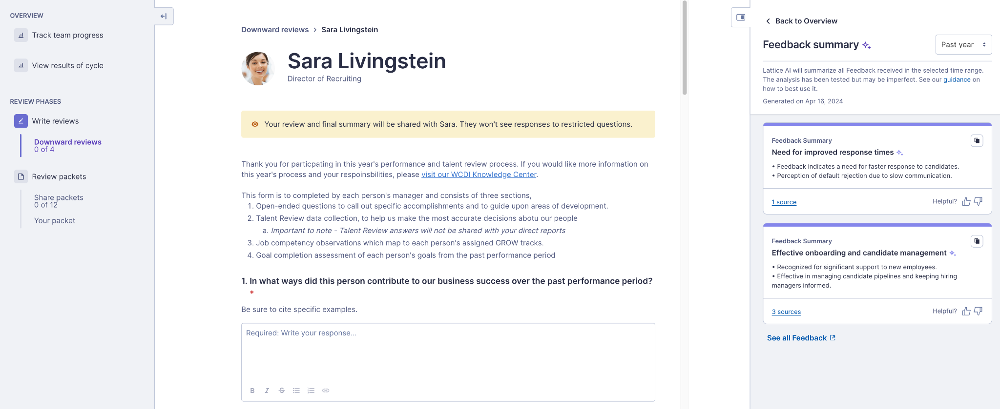 OVERVIEW
Track team progress
View results of cycle
REVIEW PHASES
Write reviews
Downward reviews
0 of 4
Review packets
Share packets
0 of 12
Your packet
Downward reviews > Sara Livingstein
Sara Livingstein
Director of Recruiting
Your review and final summary will be shared with Sara. They won't see responses to restricted questions.
Thank you for particpating in this year's performance and talent review process. If you would like more information on
this year's process and your respoinsbilities, please visit our WCDI Knowledge Center.
This form is to completed by each person's manager and consists of three sections,
1. Open-ended questions to call out specific accomplishments and to guide upon areas of development.
2. Talent Review data collection, to help us make the most accurate decisions abotu our people
a. Important to note - Talent Review answers will not be shared with your direct reports
3. Job competency observations which map to each person's assigned GROW tracks.
4. Goal completion assessment of each person's goals from the past performance period
1. In what ways did this person contribute to our business success over the past performance period?
*
Be sure to cite specific examples.
Required: Write your response...
B I S
Back to Overview
Feedback summary
Past year
Lattice AI will summarize all Feedback received in the selected time range.
The analysis has been tested but may be imperfect. See our guidance on
how to best use it.
Generated on Apr 16, 2024
Feedback Summary
Need for improved response times
• Feedback indicates a need for faster response to candidates.
• Perception of default rejection due to slow communication.
1 source
Helpful?
Feedback Summary
Effective onboarding and candidate management
• Recognized for significant support to new employees.
• Effective in managing candidate pipelines and keeping hiring
managers informed.
3 sources
Helpful?
See all Feedback